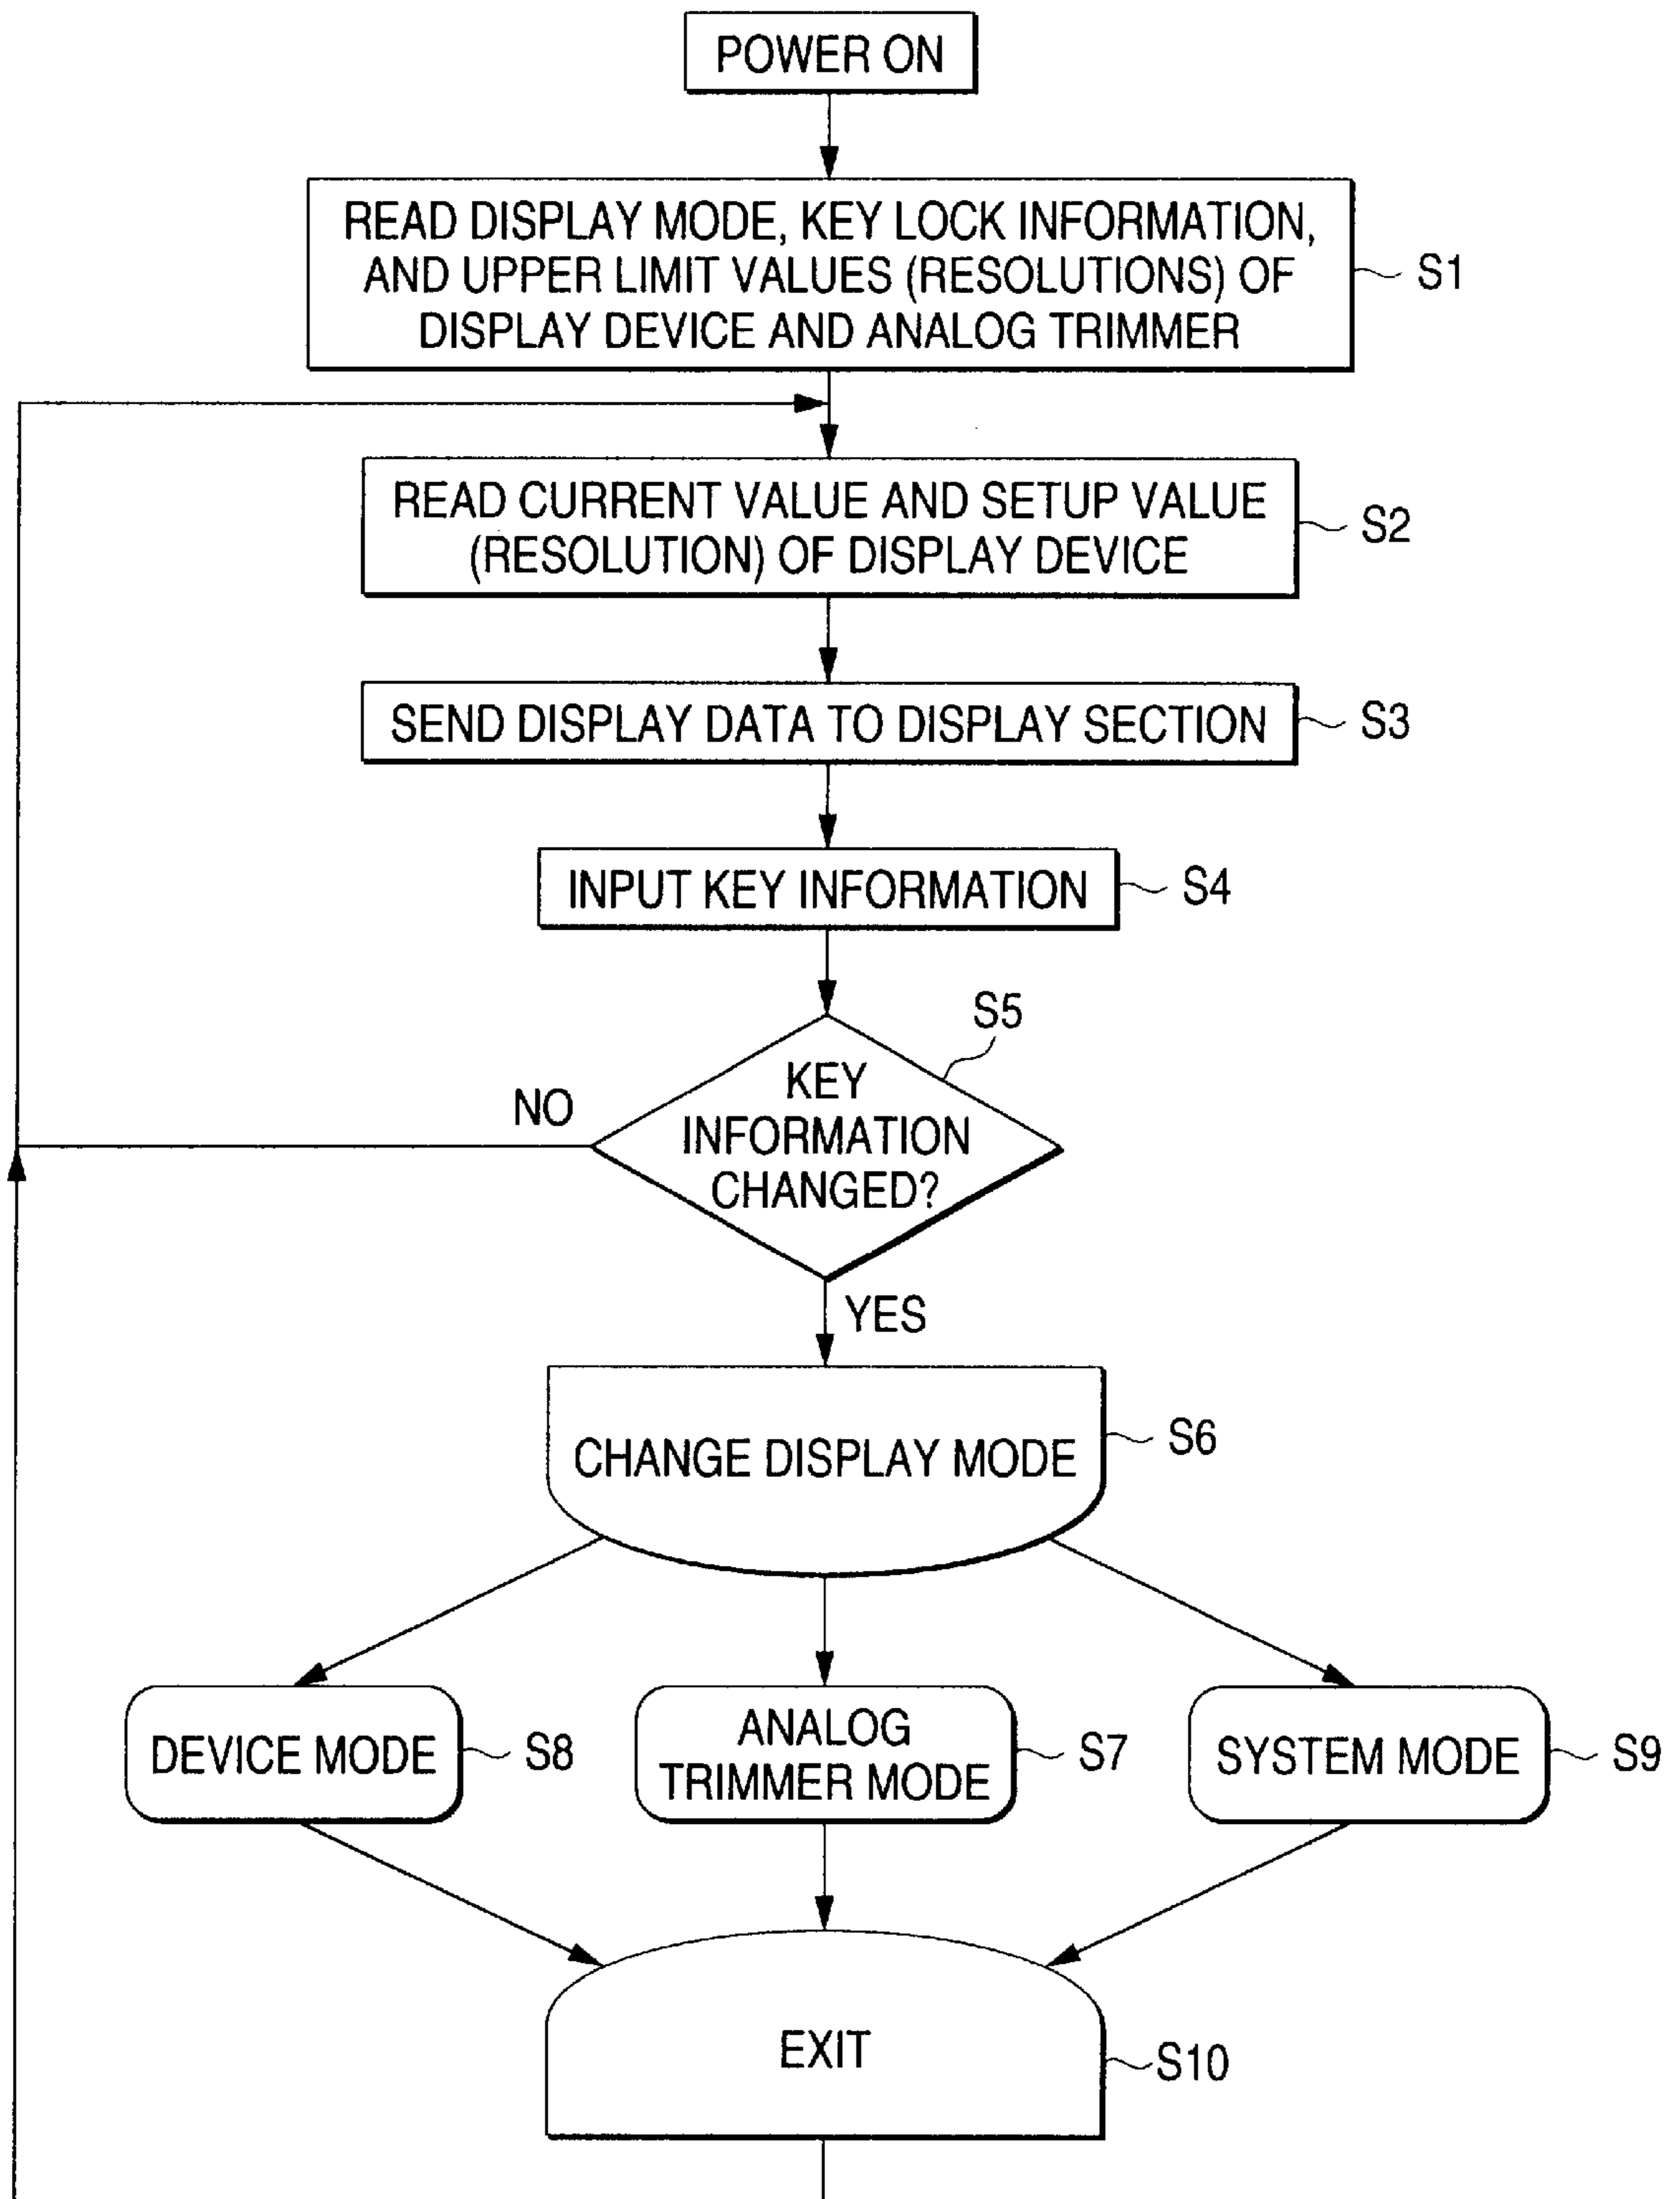 POWER ON
READ DISPLAY MODE, KEY LOCK INFORMATION,
AND UPPER LIMIT VALUES (RESOLUTIONS) OF
DISPLAY DEVICE AND ANALOG TRIMMER
S1
READ CURRENT VALUE AND SETUP VALUE
(RESOLUTION) OF DISPLAY DEVICE
S2
SEND DISPLAY DATA TO DISPLAY SECTION
S3
INPUT KEY INFORMATION
S4
S5
KEY
INFORMATION
CHANGED?
NO
YES
CHANGE DISPLAY MODE
S6
DEVICE MODE
S8
ANALOG
TRIMMER MODE
S7
SYSTEM MODE
S9
EXIT
S10